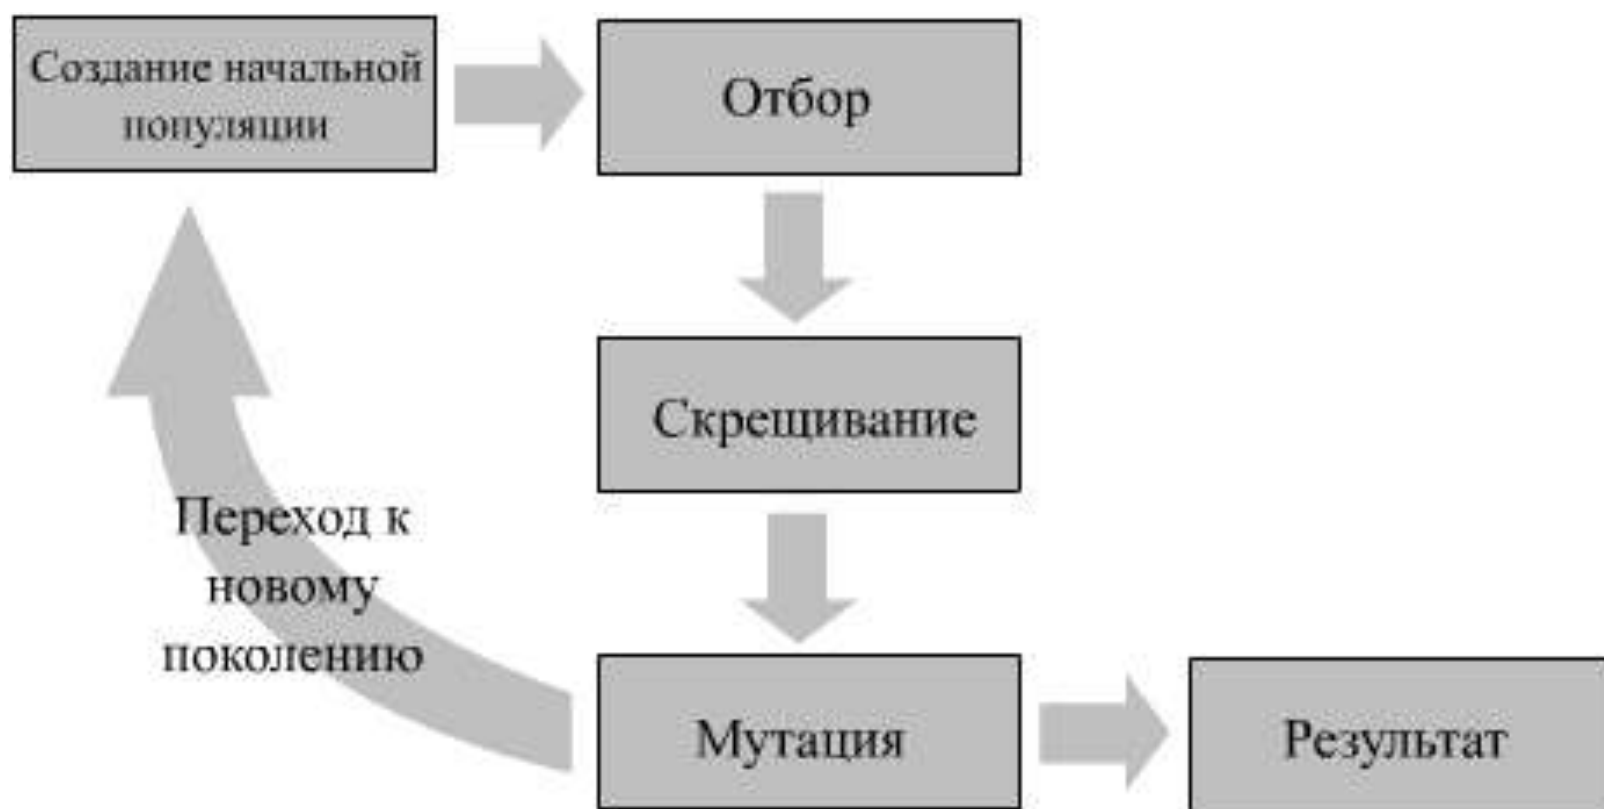 Создание начальной
популяции
Отбор
Скрещивание
Переход к
новому
поколению
Мутация
Результат